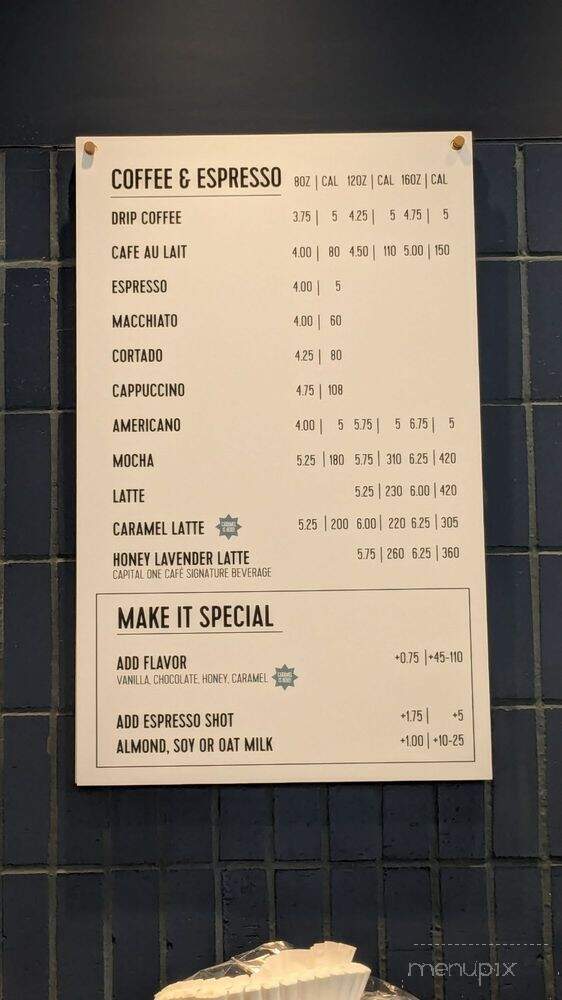 COFFEE & ESPRESSO 8OZ | CAL 12OZ | CAL 16OZ | CAL
DRIP COFFEE 3.75 | 5 4.25 | 5 4.75 | 5
CAFE AU LAIT 4.00 | 80 4.50 | 110 5.00 | 150
ESPRESSO 4.00 | 5
MACCHIATO 4.00 | 60
CORTADO 4.25 | 80
CAPPUCCINO 4.75 | 108
AMERICANO 4.00 | 5 5.75 | 5 6.75 | 5
MOCHA 5.25 | 180 5.75 | 310 6.25 | 420
LATTE 5.25 | 230 6.00 | 420
CARAMEL LATTE CARAMEL IS HERE! 5.25 | 200 6.00 | 220 6.25 | 305
HONEY LAVENDER LATTE 5.75 | 260 6.25 | 360
CAPITAL ONE CAFÉ SIGNATURE BEVERAGE
MAKE IT SPECIAL
ADD FLAVOR +0.75 | +45-110
VANILLA, CHOCOLATE, HONEY, CARAMEL CARAMEL IS HERE!
ADD ESPRESSO SHOT +1.75 | +5
ALMOND, SOY OR OAT MILK +1.00 | +10-25
menupix